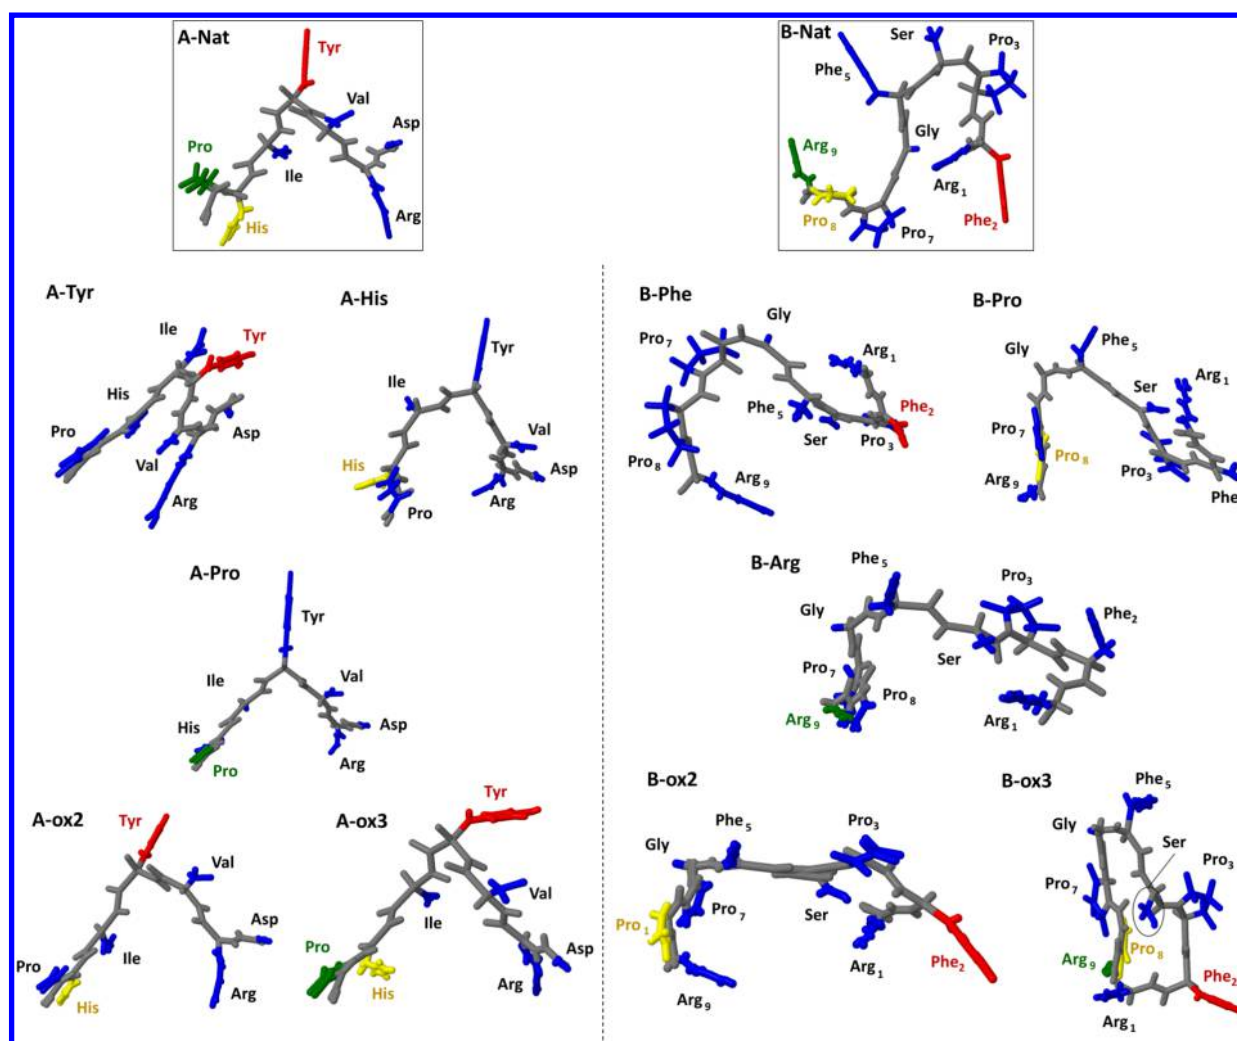 A-Nat
Tyr
Val
Asp
Pro
Ile
His
Arg
B-Nat
Ser
Pro3
Phe5
Gly
Arg9
Arg1
Pro8
Phe2
Pro7
A-Tyr
Ile
Tyr
His
Pro
Asp
Val
Arg
A-His
Tyr
Ile
Val
His
Asp
Arg
Pro
B-Phe
Gly
Pro7
Arg1
Phe5
Phe2
Ser
Pro3
Pro8
Arg9
B-Pro
Phe5
Gly
Arg1
Ser
Pro7
Pro8
Pro3
Arg9
Phe
A-Pro
Tyr
Ile
Val
His
Asp
Pro
Arg
B-Arg
Phe5
Pro3
Gly
Phe2
Ser
Pro7
Pro8
Arg9
Arg1
A-ox2
Tyr
Val
Asp
Pro
Ile
His
Arg
A-ox3
Tyr
Val
Ile
Pro
Asp
Arg
His
B-ox2
Phe5
Pro3
Gly
Pro7
Ser
Pro1
Arg1
Phe2
Arg9
B-ox3
Phe5
Gly
Ser
Pro3
Pro7
Pro8
Arg9
Phe2
Arg1